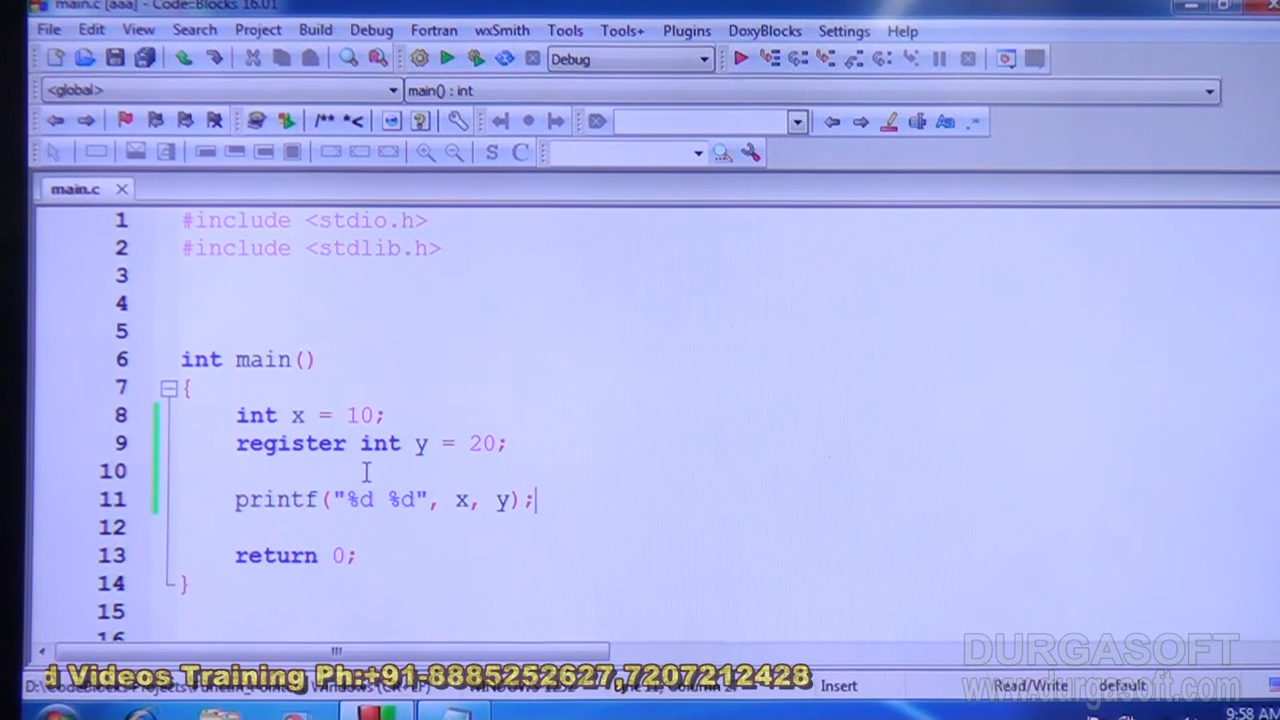 main.c [aaa] - Code::Blocks 16.01
File Edit View Search Project Build Debug Fortran wxSmith Tools Tools+ Plugins DoxyBlocks Settings Help
Debug
<global> main() : int
/** *<
S C
main.c
1 #include <stdio.h>
2 #include <stdlib.h>
3
4
5
6 int main()
7 {
8 int x = 10;
9 register int y = 20;
10
11 printf("%d %d", x, y);
12
13 return 0;
14 }
15
16
DURGASOFT
d Videos Training Ph:+91-8885252627,7207212428
Insert Read/Write default
www.durgasoft.com
9:58 AM